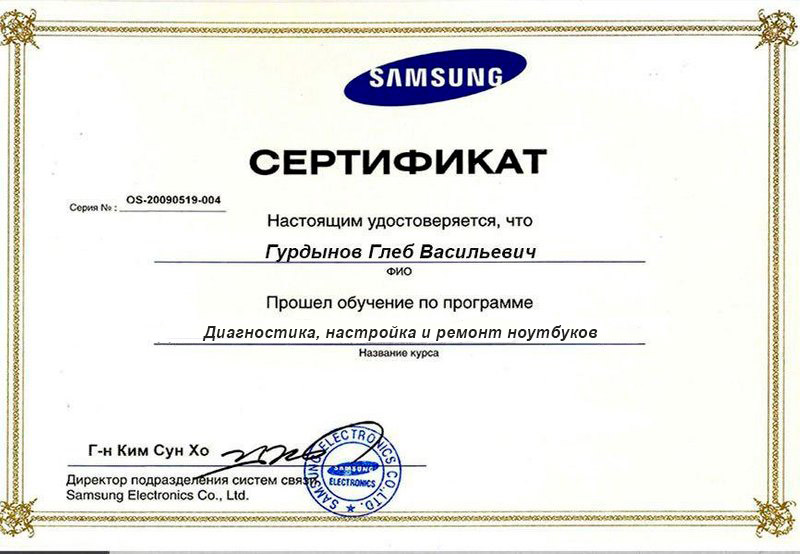 SAMSUNG
СЕРТИФИКАТ
Серия № : OS-20090519-004
Настоящим удостоверяется, что
Гурдынов Глеб Васильевич
ФИО
Прошел обучение по программе
Диагностика, настройка и ремонт ноутбуков
Название курса
Г-н Ким Сун Хо
Директор подразделения систем связи
Samsung Electronics Co., Ltd.
SAMSUNG ELECTRONICS CO., LTD.
SAMSUNG
ELECTRONICS